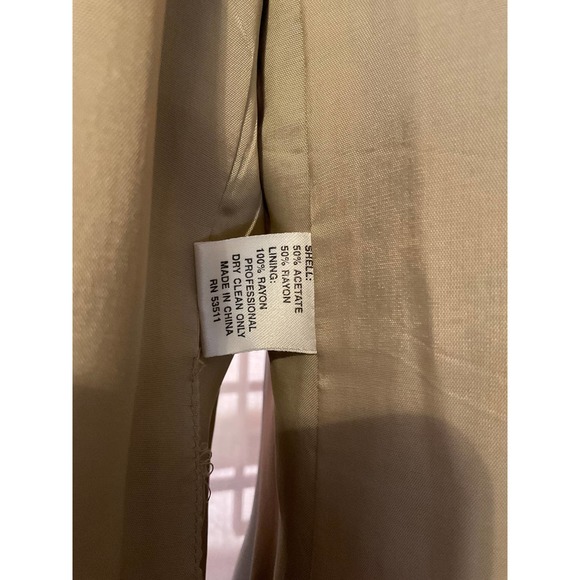 SHELL:
50% ACETATE
50% RAYON
LINING:
100% RAYON
PROFESSIONAL
DRY CLEAN ONLY
MADE IN CHINA
RN 53511